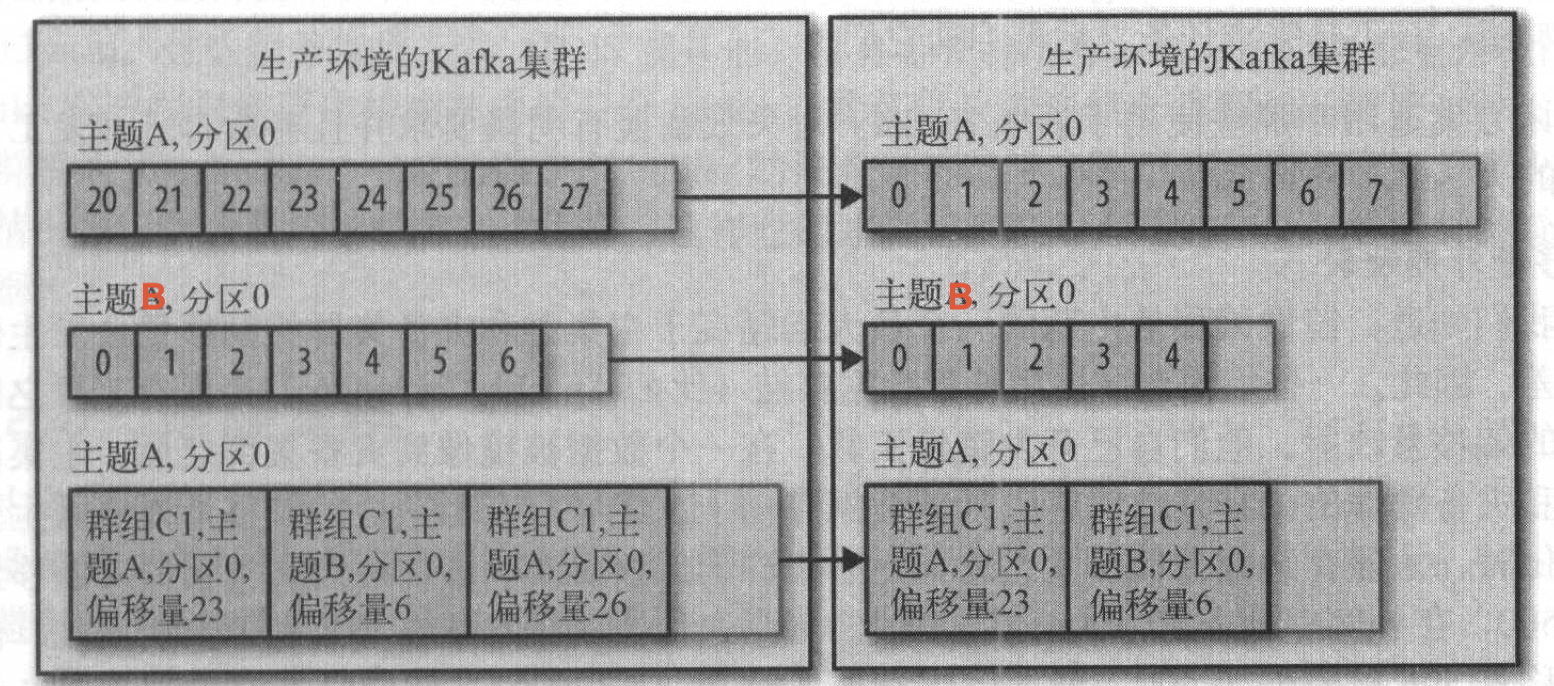 生产环境的Kafka集群
主题A, 分区0
20 21 22 23 24 25 26 27
主题B, 分区0
0 1 2 3 4 5 6
主题A, 分区0
群组C1,主
题A,分区0,
偏移量23
群组C1,主
题B,分区0,
偏移量6
群组C1,主
题A,分区0,
偏移量26
生产环境的Kafka集群
主题A, 分区0
0 1 2 3 4 5 6 7
主题B, 分区0
0 1 2 3 4
主题A, 分区0
群组C1,主
题A,分区0,
偏移量23
群组C1,主
题B,分区0,
偏移量6